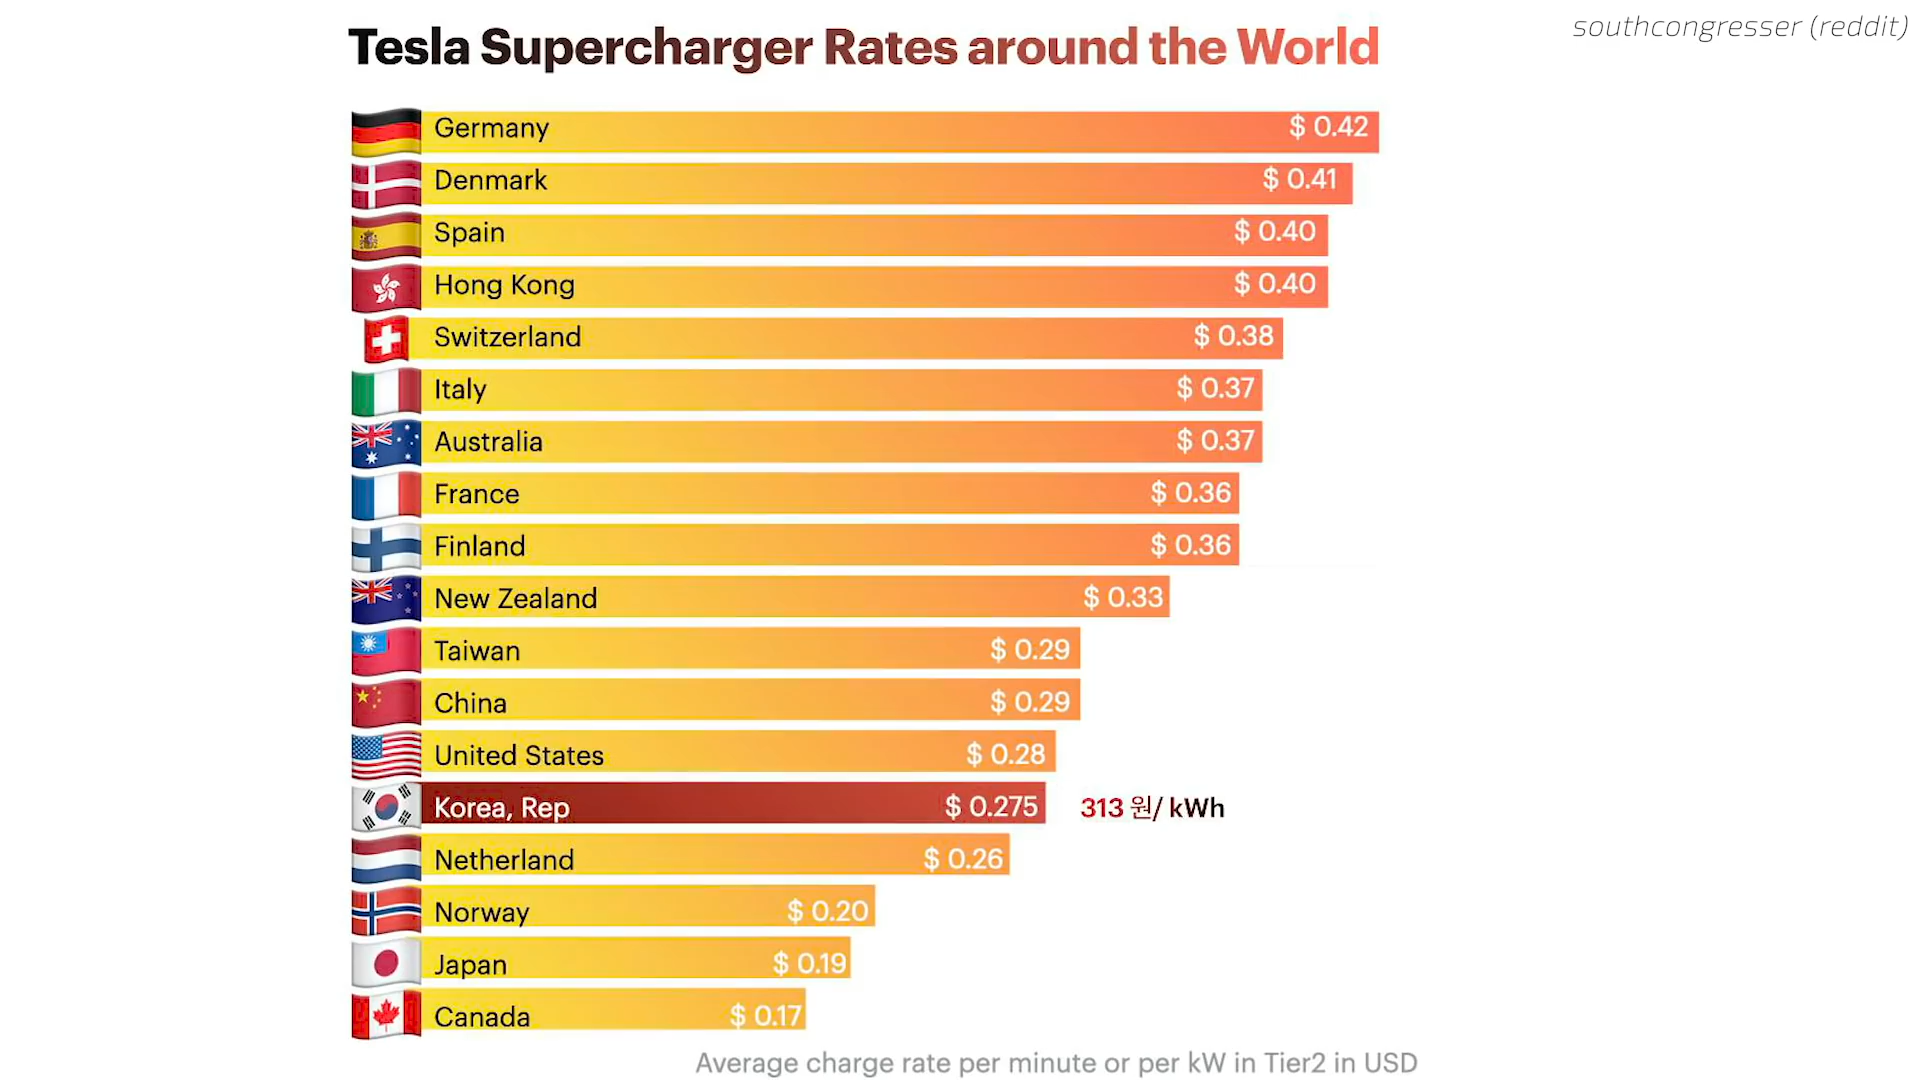 southcongresser (reddit)
Tesla Supercharger Rates around the World
Germany $ 0.42
Denmark $ 0.41
Spain $ 0.40
Hong Kong $ 0.40
Switzerland $ 0.38
Italy $ 0.37
Australia $ 0.37
France $ 0.36
Finland $ 0.36
New Zealand $ 0.33
Taiwan $ 0.29
China $ 0.29
United States $ 0.28
Korea, Rep $ 0.275 313 원/ kWh
Netherland $ 0.26
Norway $ 0.20
Japan $ 0.19
Canada $ 0.17
Average charge rate per minute or per kW in Tier2 in USD